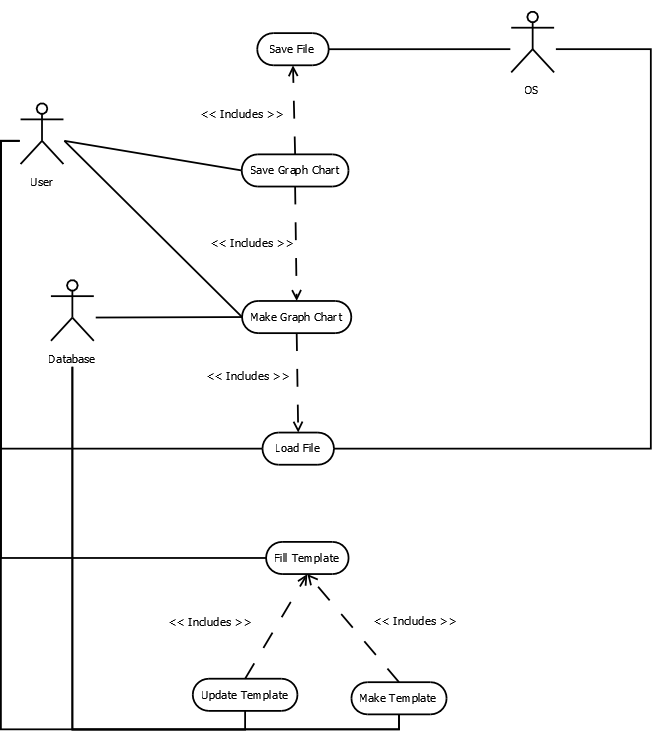 Save File
OS
<< Includes >>
User
Save Graph Chart
<< Includes >>
Make Graph Chart
Database
<< Includes >>
Load File
Fill Template
<< Includes >>
<< Includes >>
Update Template
Make Template